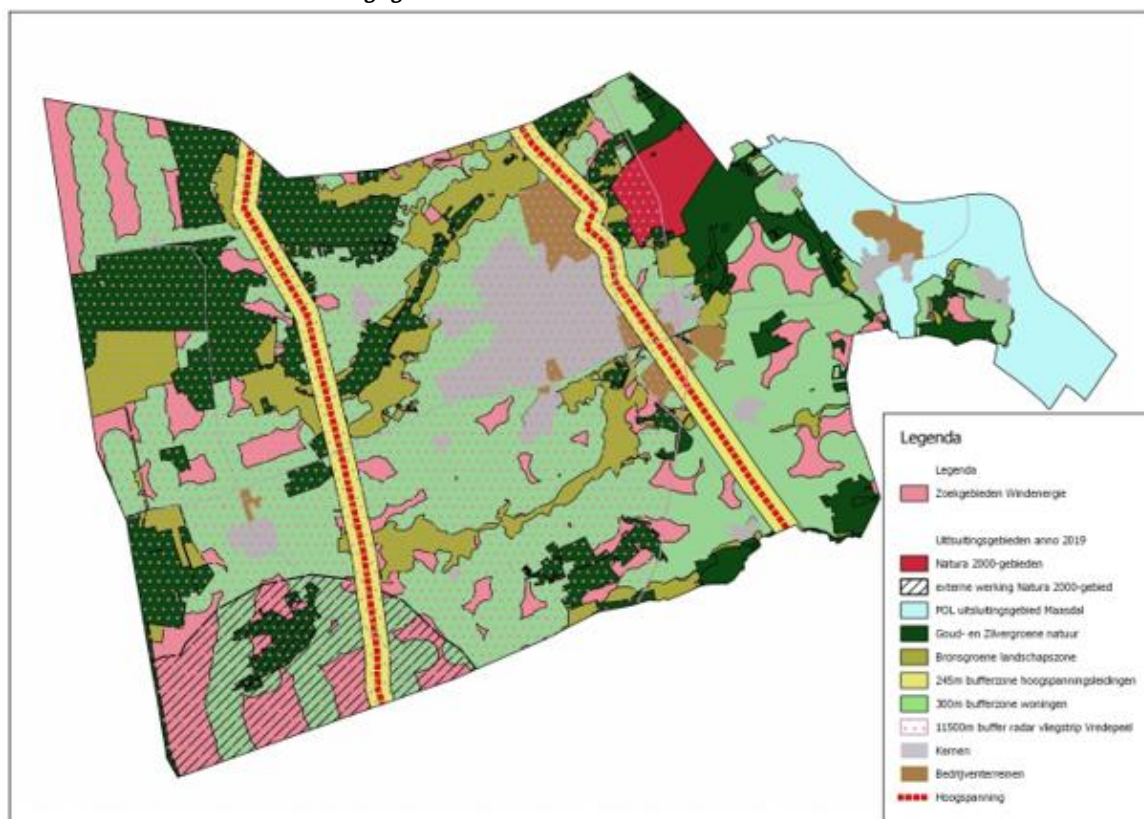 Legenda
Legenda
Zoekgebieden Windenergie
Uitsluitingsgebieden anno 2019
Natura 2000-gebieden
externe werking Natura 2000-gebied
POL uitsluitingsgebied Maasdal
Goud- en Zilvergroene natuur
Bronsgroene landschapszone
245m bufferzone hoogspanningsleidingen
300m bufferzone woningen
11500m buffer radar vliegstrip Vredepeel
Kernen
Bedrijventerreinen
Hoogspanning